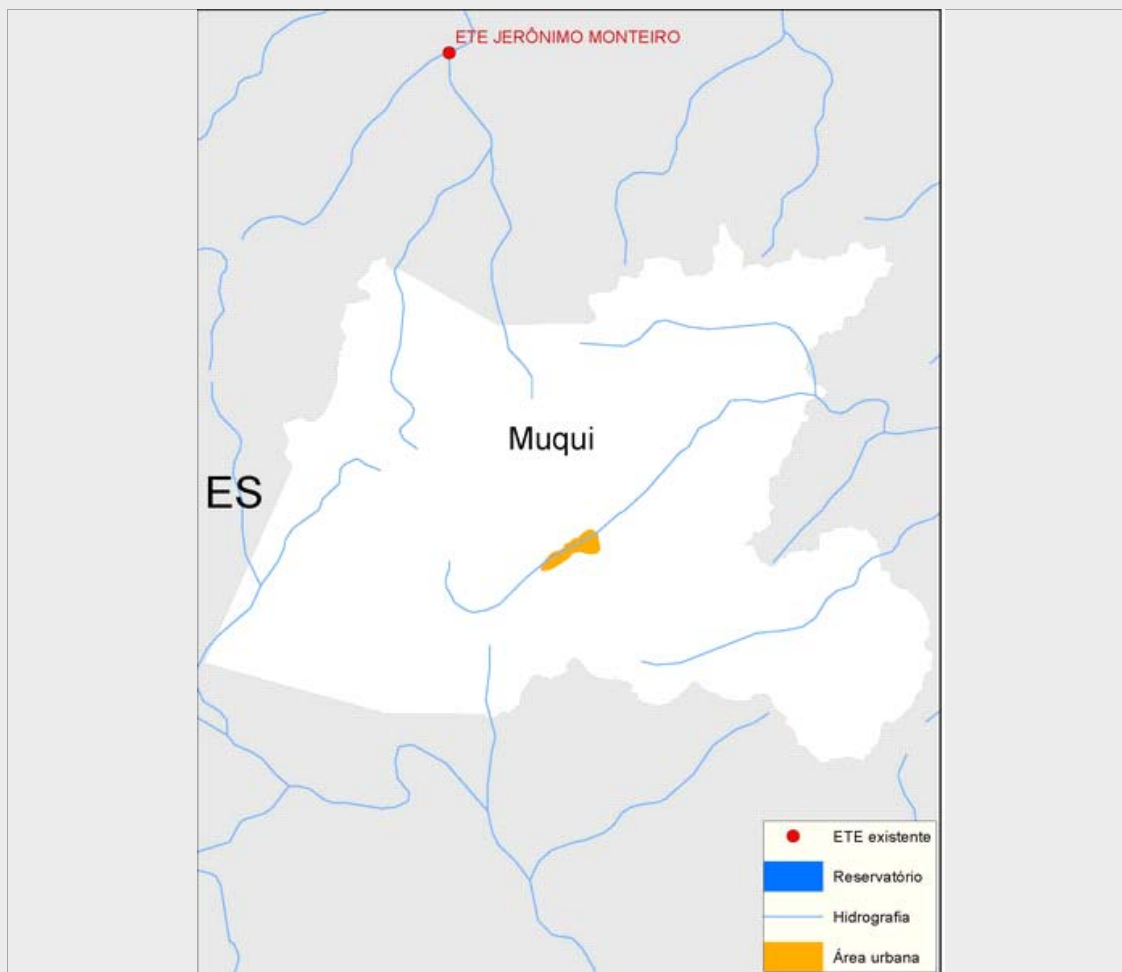 ETE JERÔNIMO MONTEIRO
Muqui
ES
ETE existente
Reservatório
Hidrografia
Área urbana